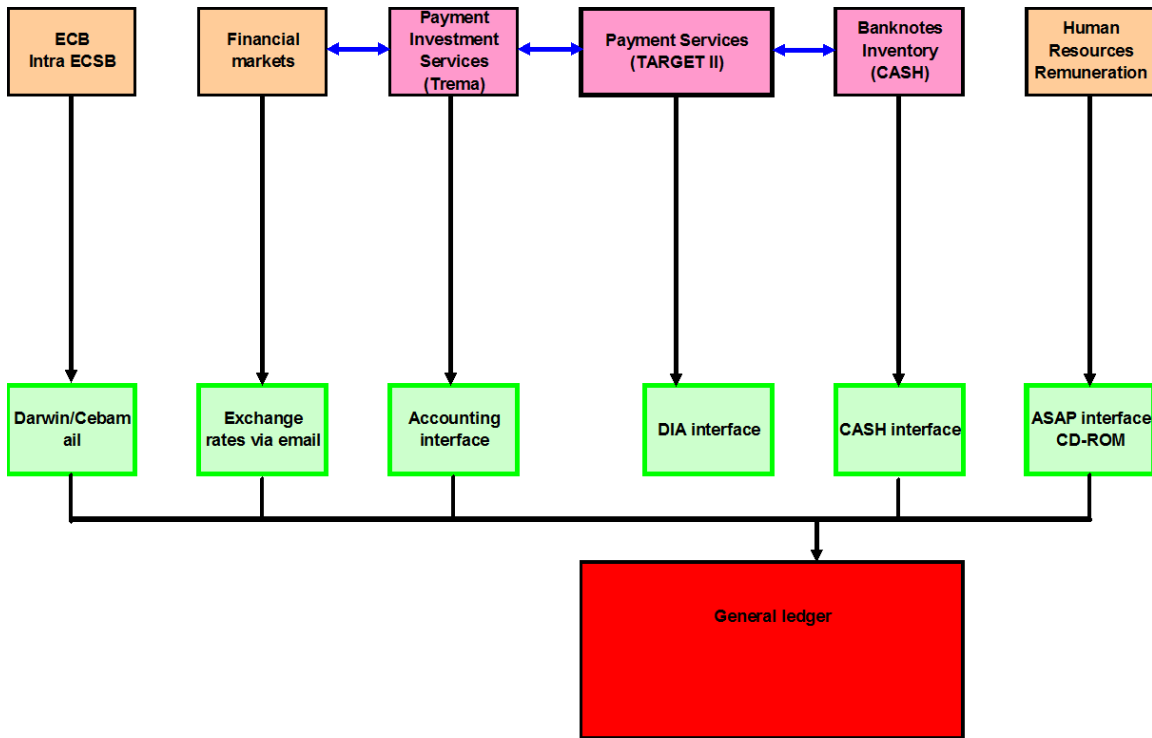 ECB
Intra ECSB
Financial
markets
Payment
Investment
Services
(Trema)
Payment Services
(TARGET II)
Banknotes
Inventory
(CASH)
Human
Resources
Remuneration
Darwin/Cebam
ail
Exchange
rates via email
Accounting
interface
DIA interface
CASH interface
ASAP interface
CD-ROM
General ledger